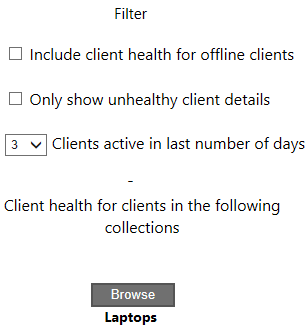 Filter
Include client health for offline clients
Only show unhealthy client details
3 Clients active in last number of days
-
Client health for clients in the following
collections
Browse
Laptops